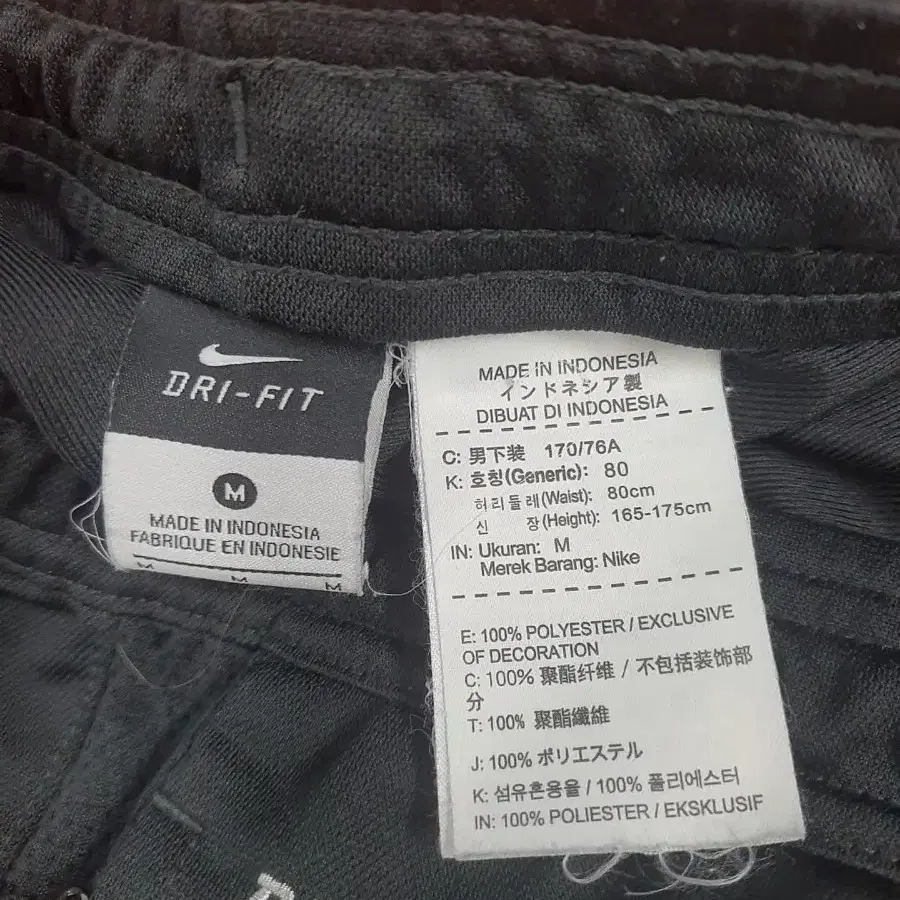 DRI-FIT
M
MADE IN INDONESIA
FABRIQUE EN INDONESIE
M M M
MADE IN INDONESIA
インドネシア製
DIBUAT DI INDONESIA
C: 男下装 170/76A
K: 호칭(Generic): 80
허리둘레(Waist): 80cm
신 장(Height): 165-175cm
IN: Ukuran: M
Merek Barang: Nike
E: 100% POLYESTER / EXCLUSIVE
OF DECORATION
C: 100% 聚酯纤维 / 不包括装饰部
分
T: 100% 聚酯纖維
J: 100% ポリエステル
K: 섬유혼용율 / 100% 폴리에스터
IN: 100% POLIESTER / EKSKLUSIF